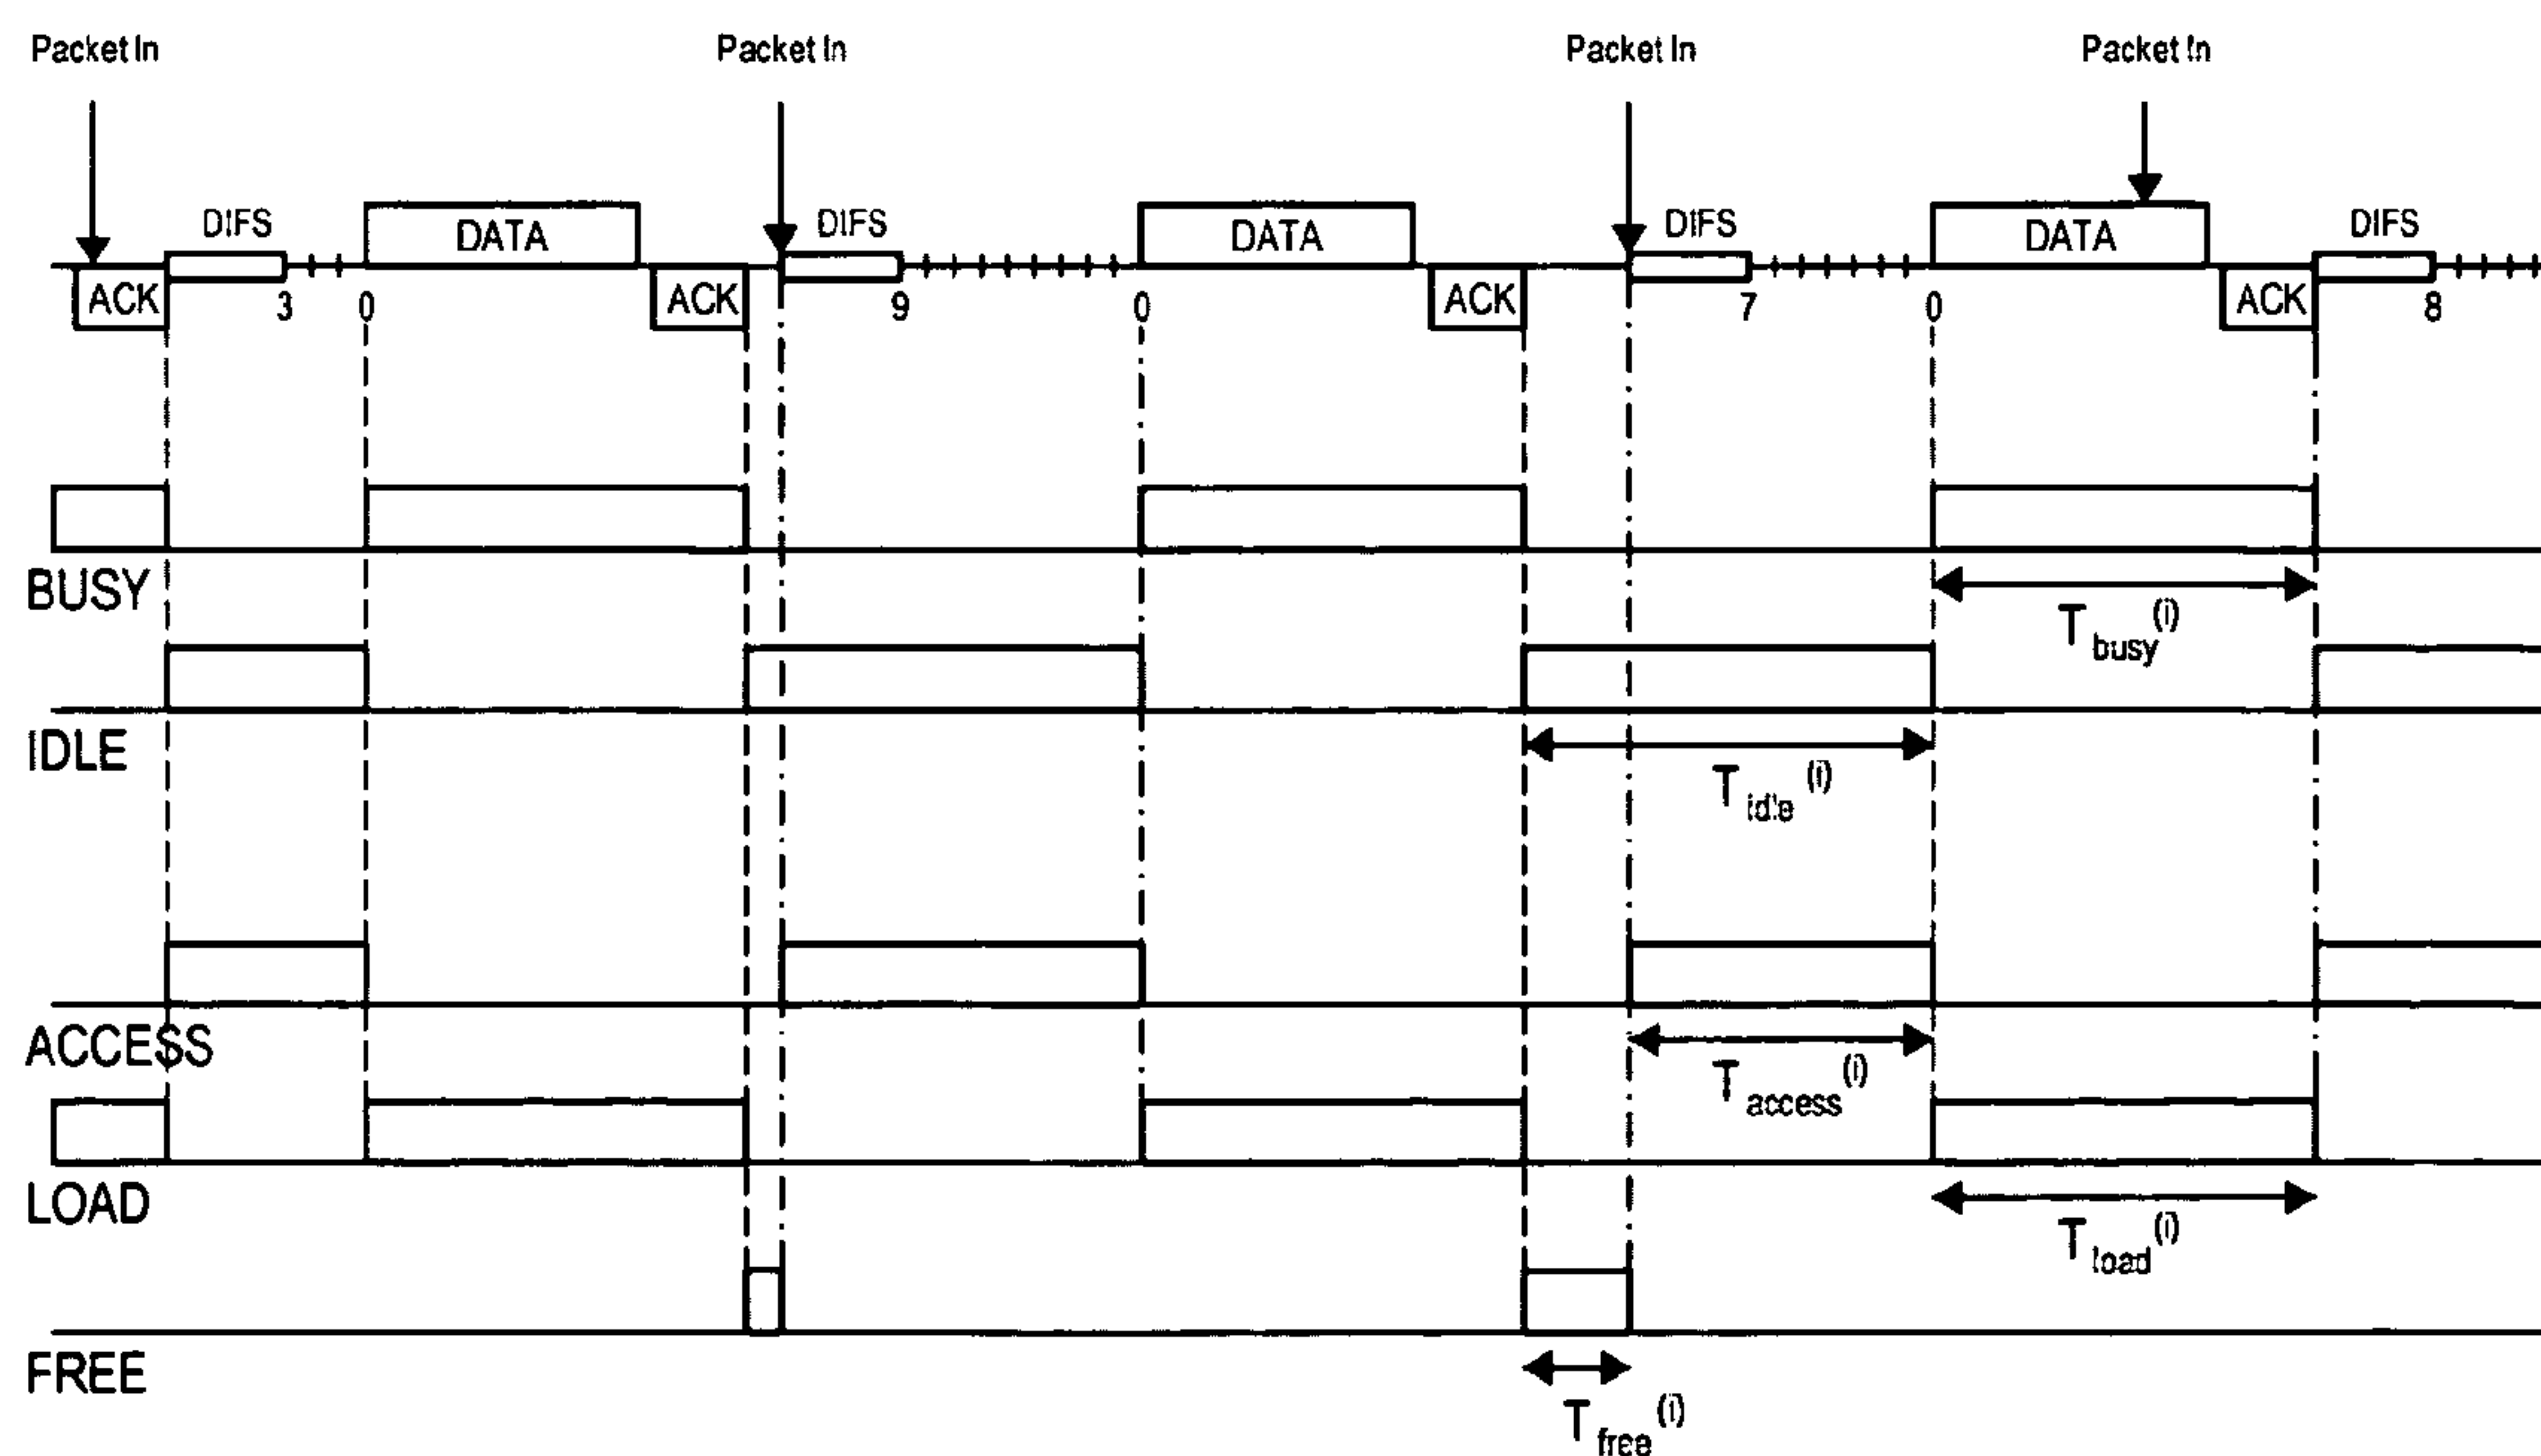 Packet In Packet In Packet In Packet In
DIFS DIFS DIFS DIFS
DATA DATA DATA
ACK 3 0 ACK 9 0 ACK 7 0 ACK 8
BUSY
T busy (i)
IDLE
T idle (i)
ACCESS
T access (i)
LOAD
T load (i)
FREE
T free (i)